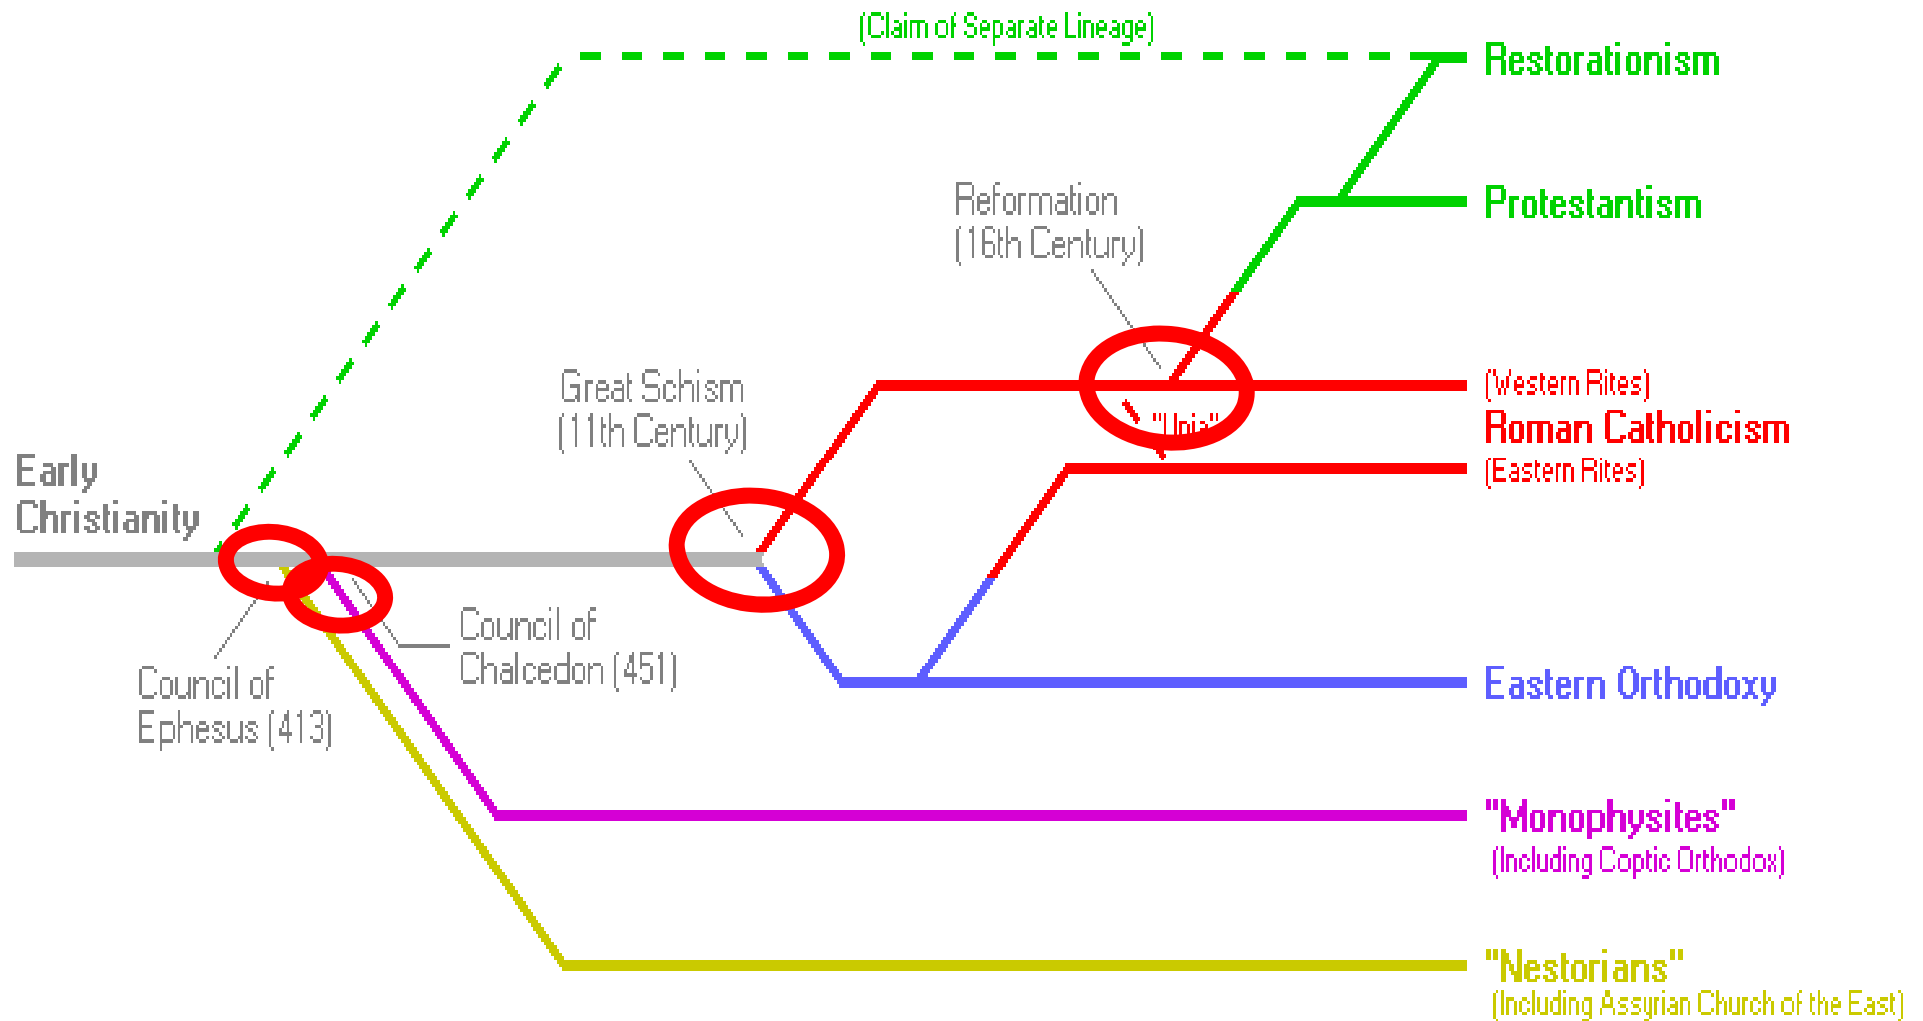 (Claim of Separate Lineage)
Restorationism
Reformation
(16th Century)
Protestantism
Great Schism
(11th Century)
(Western Rites)
"Unia"
Roman Catholicism
(Eastern Rites)
Early
Christianity
Council of
Chalcedon (451)
Council of
Ephesus (413)
Eastern Orthodoxy
"Monophysites"
(Including Coptic Orthodox)
"Nestorians"
(Including Assyrian Church of the East)